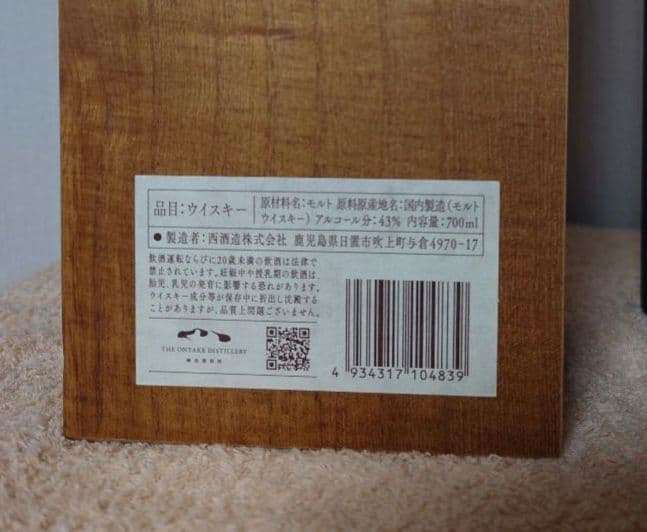 品目：ウイスキー
原材料名：モルト 原料原産地名：国内製造（モルト
ウイスキー）アルコール分：43% 内容量：700ml
● 製造者：西酒造株式会社 鹿児島県日置市吹上町与倉4970-17
飲酒運転ならびに20歳未満の飲酒は法律で
禁止されています。妊娠中や授乳期の飲酒は、
胎児、乳児の発育に影響する恐れがあります。
ウイスキー成分等が保存中に析出し沈殿する
ことがありますが、品質上問題ございません。
THE ONTAKE DISTILLERY
4 934317 104839